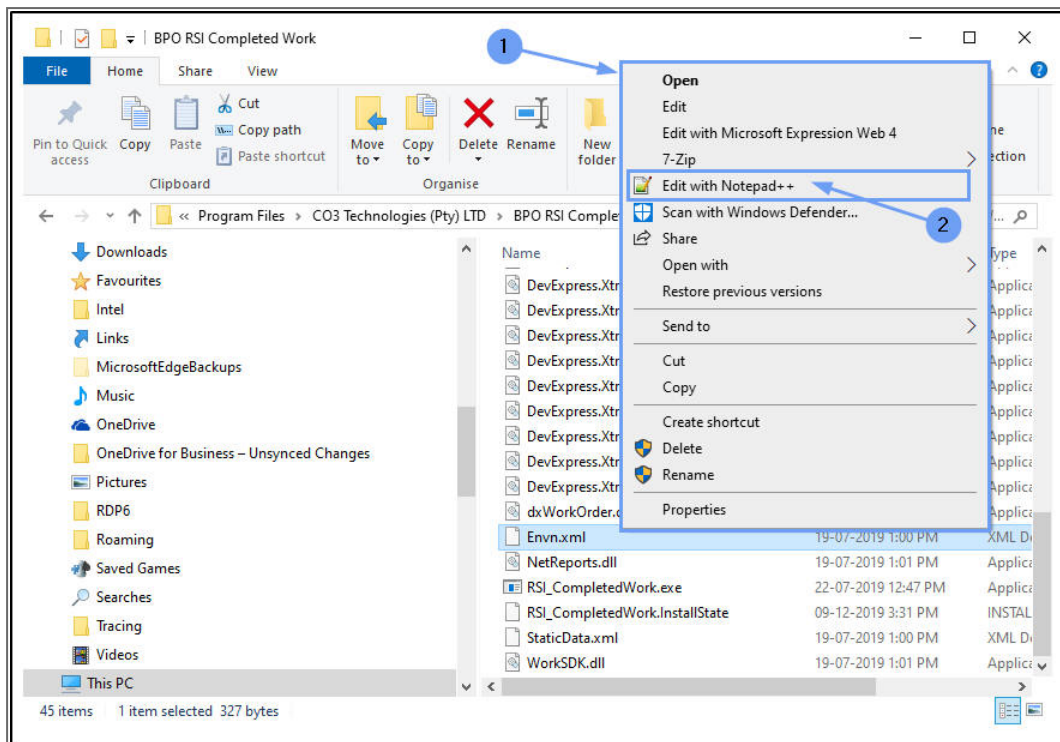 BPO RSI Completed Work
1
File Home Share View
Pin to Quick access
Copy
Paste
Cut
Copy path
Paste shortcut
Clipboard
Move to
Copy to
Delete
Rename
New folder
Organise
Open
Edit
Edit with Microsoft Expression Web 4
7-Zip
Edit with Notepad++
2
Scan with Windows Defender...
Share
Open with
Restore previous versions
Send to
Cut
Copy
Create shortcut
Delete
Rename
Properties
« Program Files › CO3 Technologies (Pty) LTD › BPO RSI Comple
Downloads
Favourites
Intel
Links
MicrosoftEdgeBackups
Music
OneDrive
OneDrive for Business – Unsynced Changes
Pictures
RDP6
Roaming
Saved Games
Searches
Tracing
Videos
This PC
Name
DevExpress.Xtr Applica
DevExpress.Xtr Applica
DevExpress.Xtr Applica
DevExpress.Xtr Applica
DevExpress.Xtr Applica
DevExpress.Xtr Applica
DevExpress.Xtr Applica
DevExpress.Xtr Applica
DevExpress.Xtr Applica
dxWorkOrder. Applica
Envn.xml 19-07-2019 1:00 PM XML D
NetReports.dll 19-07-2019 1:01 PM Applica
RSI_CompletedWork.exe 22-07-2019 12:47 PM Applica
RSI_CompletedWork.InstallState 09-12-2019 3:31 PM INSTAL
StaticData.xml 19-07-2019 1:00 PM XML D
WorkSDK.dll 19-07-2019 1:01 PM Applica
45 items 1 item selected 327 bytes